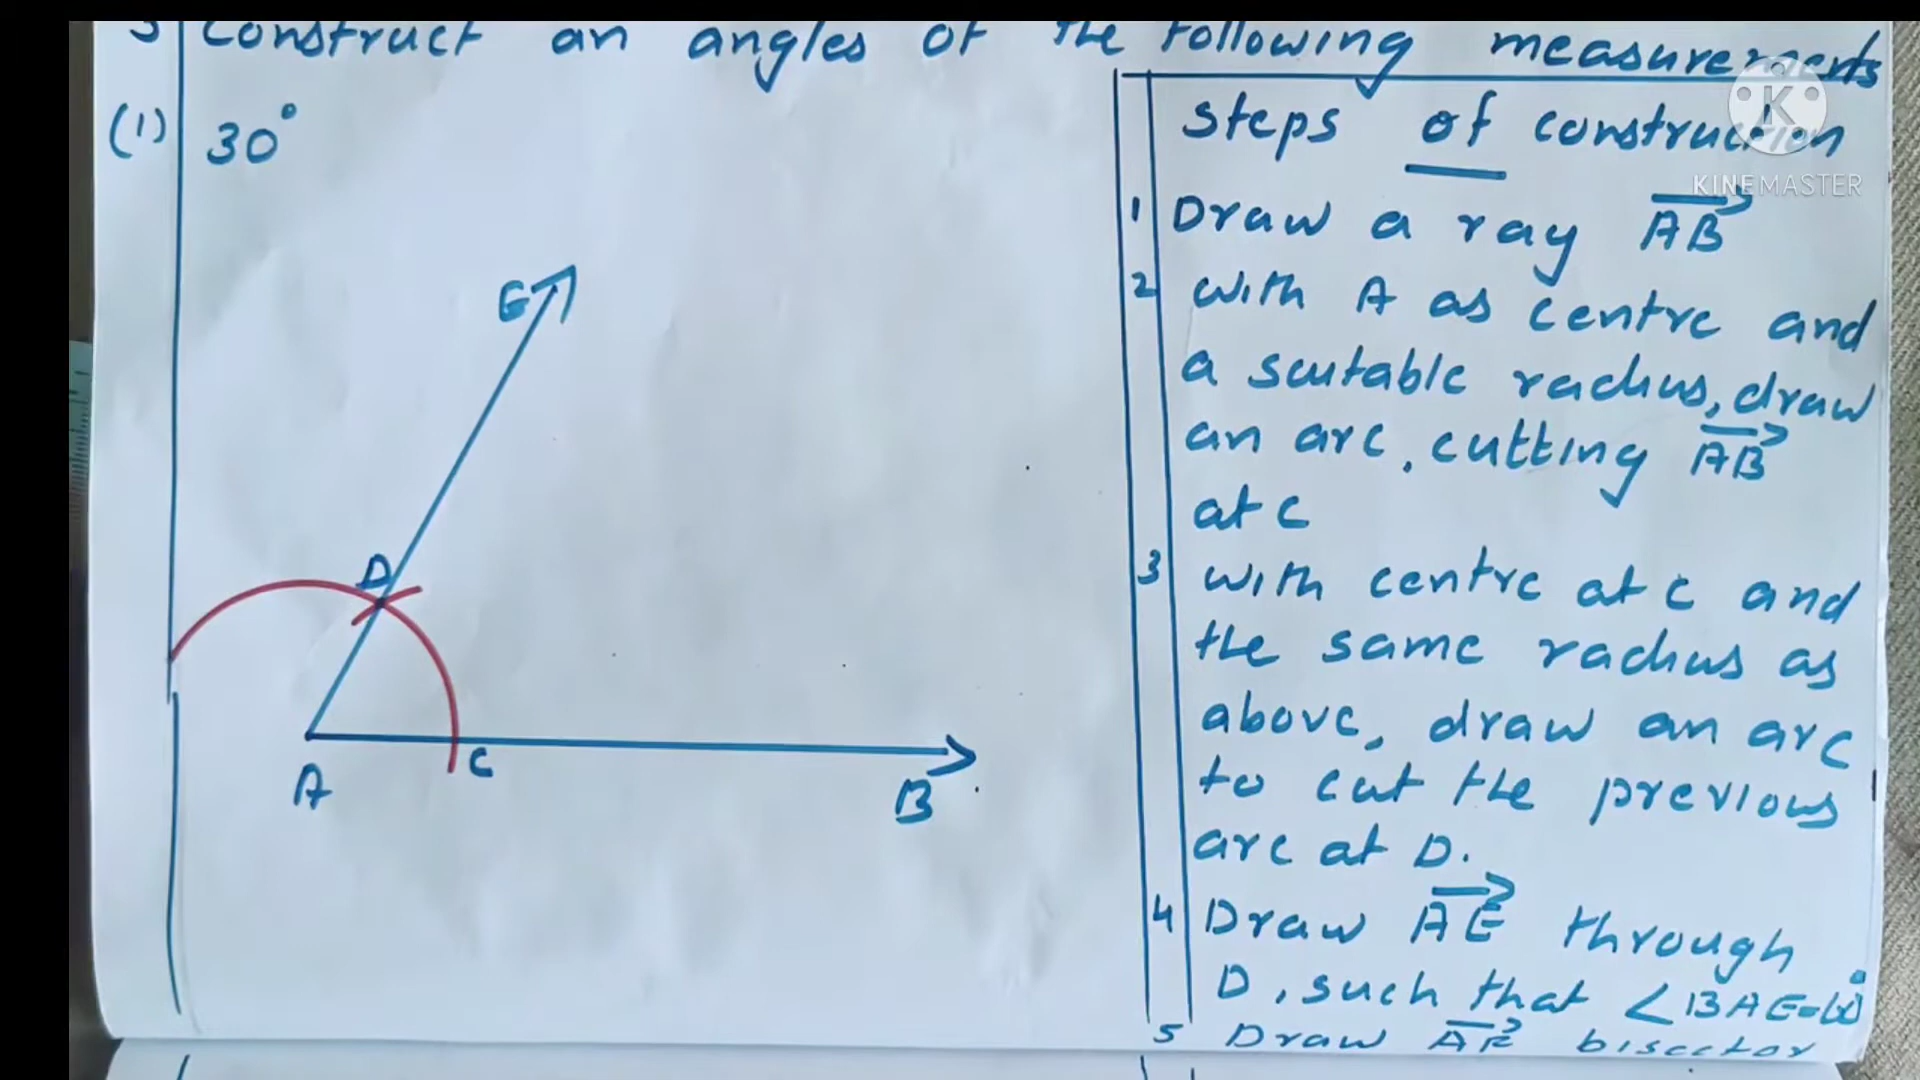 3 Construct an angles of the following measurements
(1) 30°
Steps of construction
KINEMASTER
1 Draw a ray AB
2 with A as centre and
a suitable radius, draw
an arc, cutting AB
at C
3 with centre at C and
the same radius as
above, draw an arc
to cut the previous
arc at D.
4 Draw AE through
D, such that ∠BAE=60°
5 Draw AF bisector
E
D
A
C
B
K